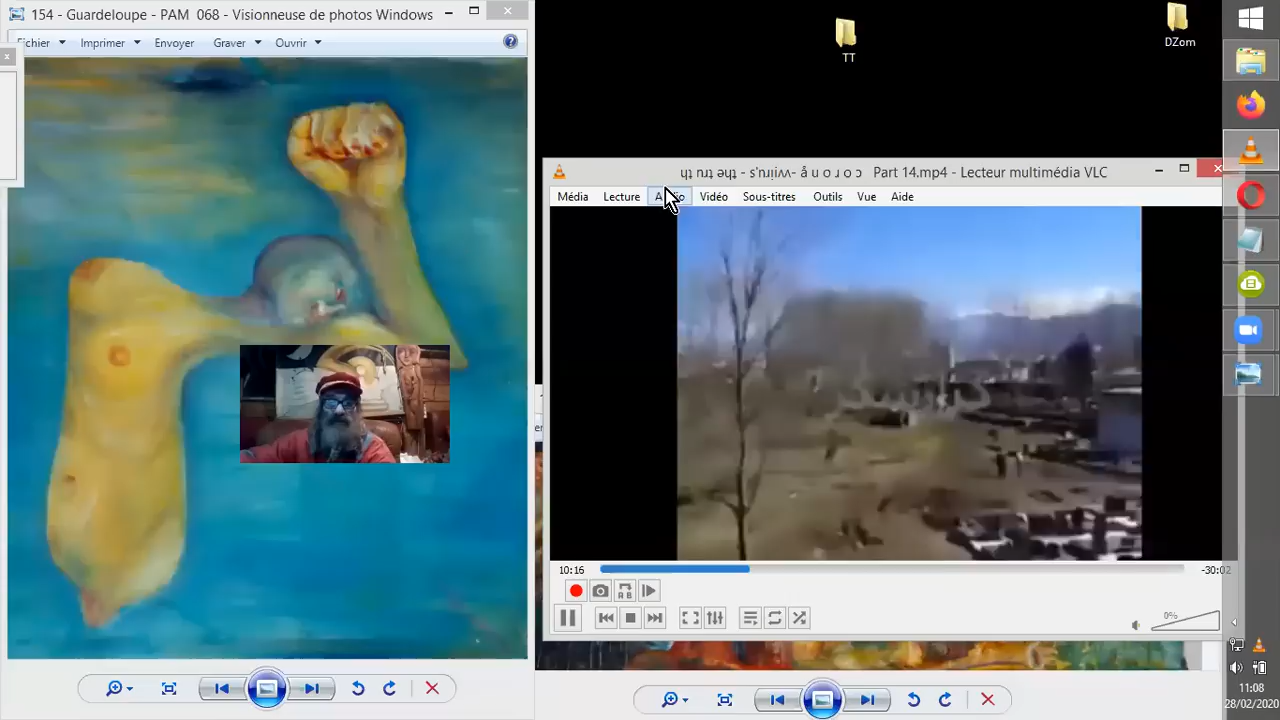 154 - Guardeloupe - PAM 068 - Visionneuse de photos Windows
Fichier Imprimer Envoyer Graver Ouvrir
TT
DZom
Part 14.mp4 - Lecteur multimédia VLC
Média Lecture Audio Vidéo Sous-titres Outils Vue Aide
10:16
-30:02
0%
11:08
28/02/2020